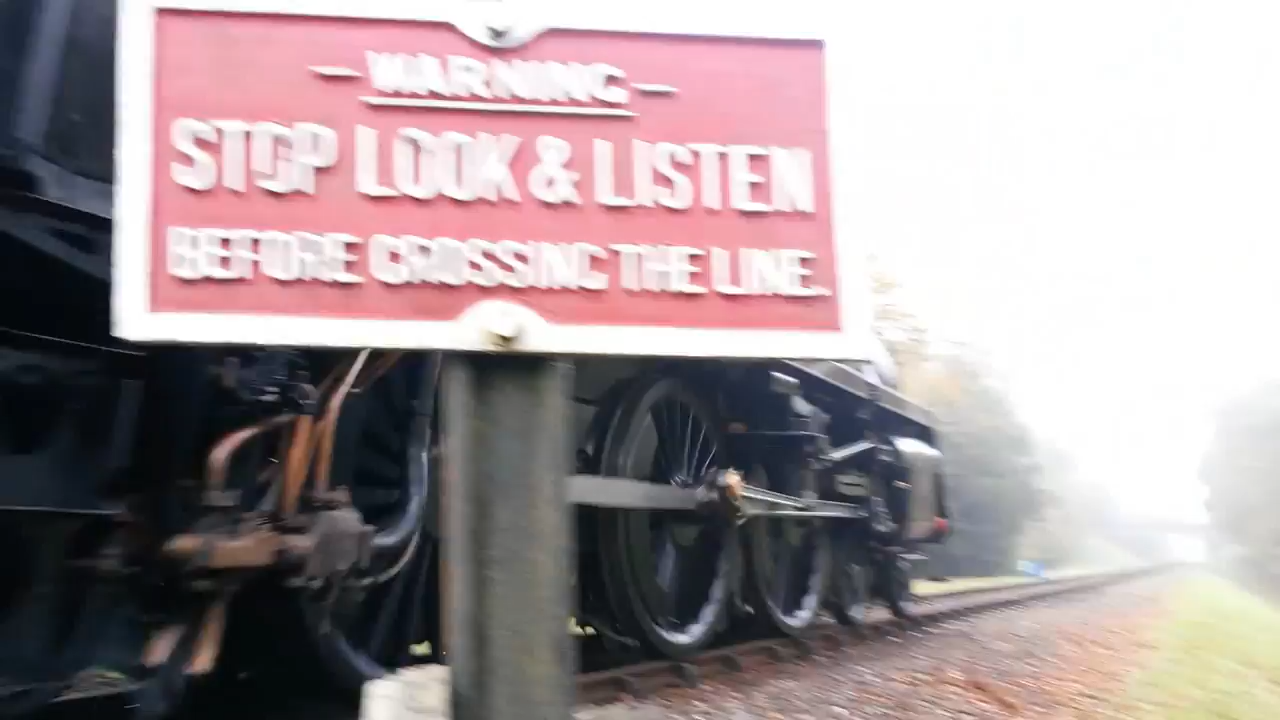 - WARNING -
STOP LOOK & LISTEN
BEFORE CROSSING THE LINE.